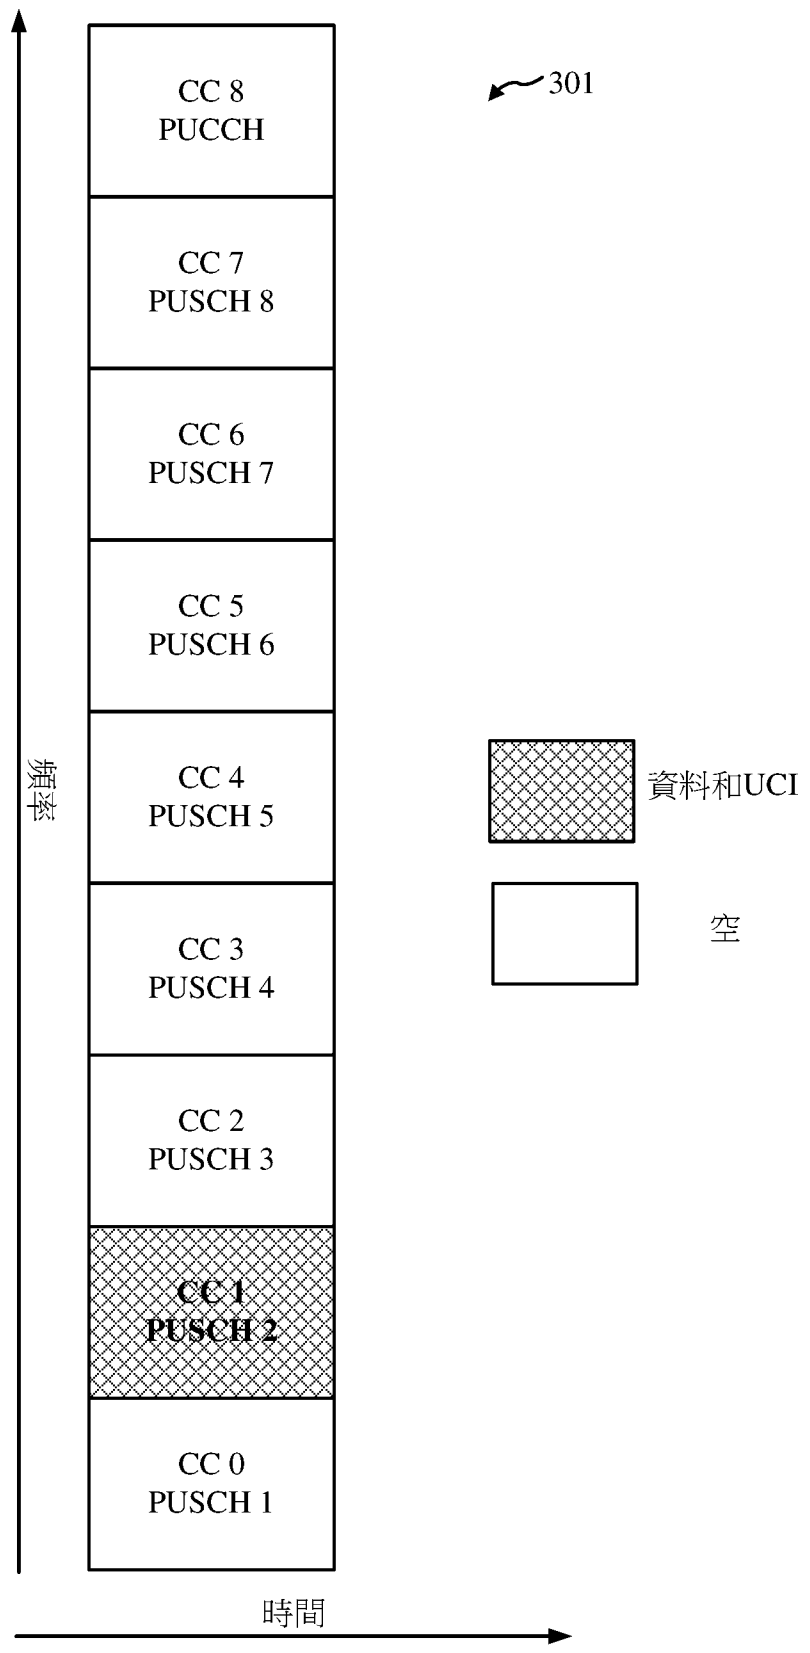 CC 8
PUCCH
301
CC 7
PUSCH 8
CC 6
PUSCH 7
CC 5
PUSCH 6
CC 4
PUSCH 5
頻率
資料和UCI
CC 3
PUSCH 4
空
CC 2
PUSCH 3
CC 1
PUSCH 2
CC 0
PUSCH 1
時間